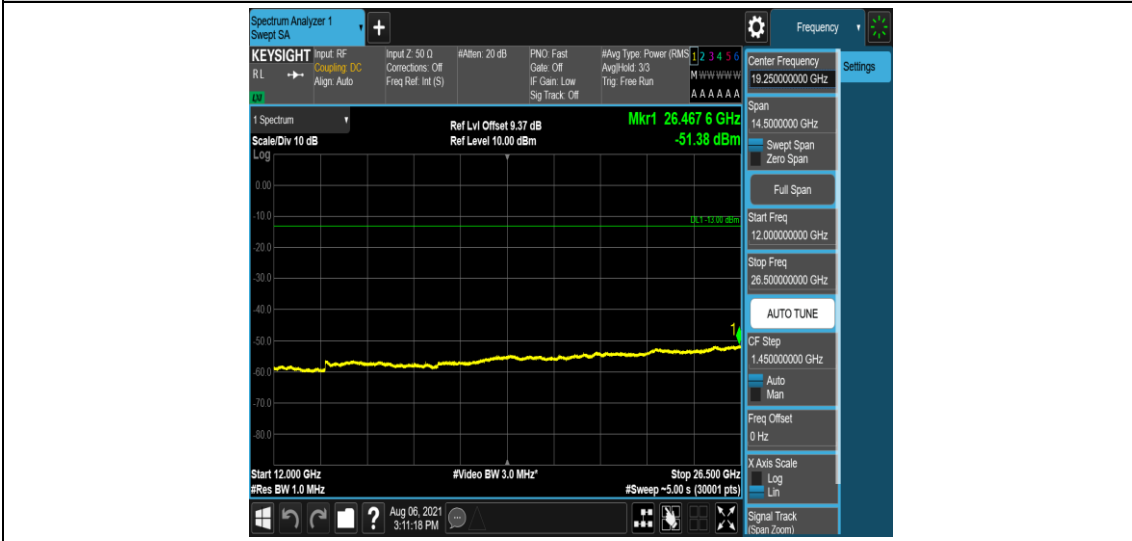 Spectrum Analyzer 1
Swept SA
+
Frequency
KEYSIGHT
RL
Input: RF
Coupling: DC
Align: Auto
Input Z: 50 Ω
Corrections: Off
Freq Ref: Int (S)
#Atten: 20 dB
PNO: Fast
Gate: Off
IF Gain: Low
Sig Track: Off
#Avg Type: Power (RMS
Avg|Hold: 3/3
Trig: Free Run
1 2 3 4 5 6
M W W W W W
A A A A A A
1 Spectrum
Scale/Div 10 dB
Log
Ref Lvl Offset 9.37 dB
Ref Level 10.00 dBm
Mkr1 26.467 6 GHz
-51.38 dBm
0.00
-10.0
-20.0
-30.0
-40.0
-50.0
-60.0
-70.0
-80.0
DL1 -13.00 dBm
1
Start 12.000 GHz
#Res BW 1.0 MHz
#Video BW 3.0 MHz*
Stop 26.500 GHz
#Sweep ~5.00 s (30001 pts)
Aug 06, 2021
3:11:18 PM
?
Center Frequency
19.250000000 GHz
Settings
Span
14.5000000 GHz
Swept Span
Zero Span
Full Span
Start Freq
12.000000000 GHz
Stop Freq
26.500000000 GHz
AUTO TUNE
CF Step
1.450000000 GHz
Auto
Man
Freq Offset
0 Hz
X Axis Scale
Log
Lin
Signal Track
(Span Zoom)